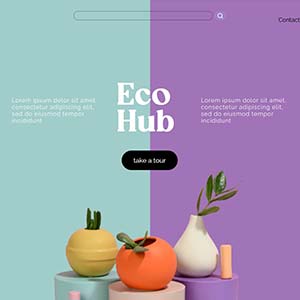 Contact
Eco
Hub
Lorem ipsum dolor sit amet,
consectetur adipiscing elit,
sed do eiusmod tempor
incididunt
Lorem ipsum dolor sit amet,
consectetur adipiscing elit,
sed do eiusmod tempor
incididunt
take a tour